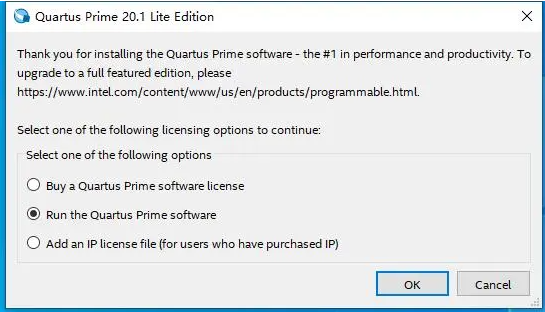 Quartus Prime 20.1 Lite Edition
Thank you for installing the Quartus Prime software - the #1 in performance and productivity. To
upgrade to a full featured edition, please
https://www.intel.com/content/www/us/en/products/programmable.html.
Select one of the following licensing options to continue:
Select one of the following options
Buy a Quartus Prime software license
Run the Quartus Prime software
Add an IP license file (for users who have purchased IP)
OK Cancel